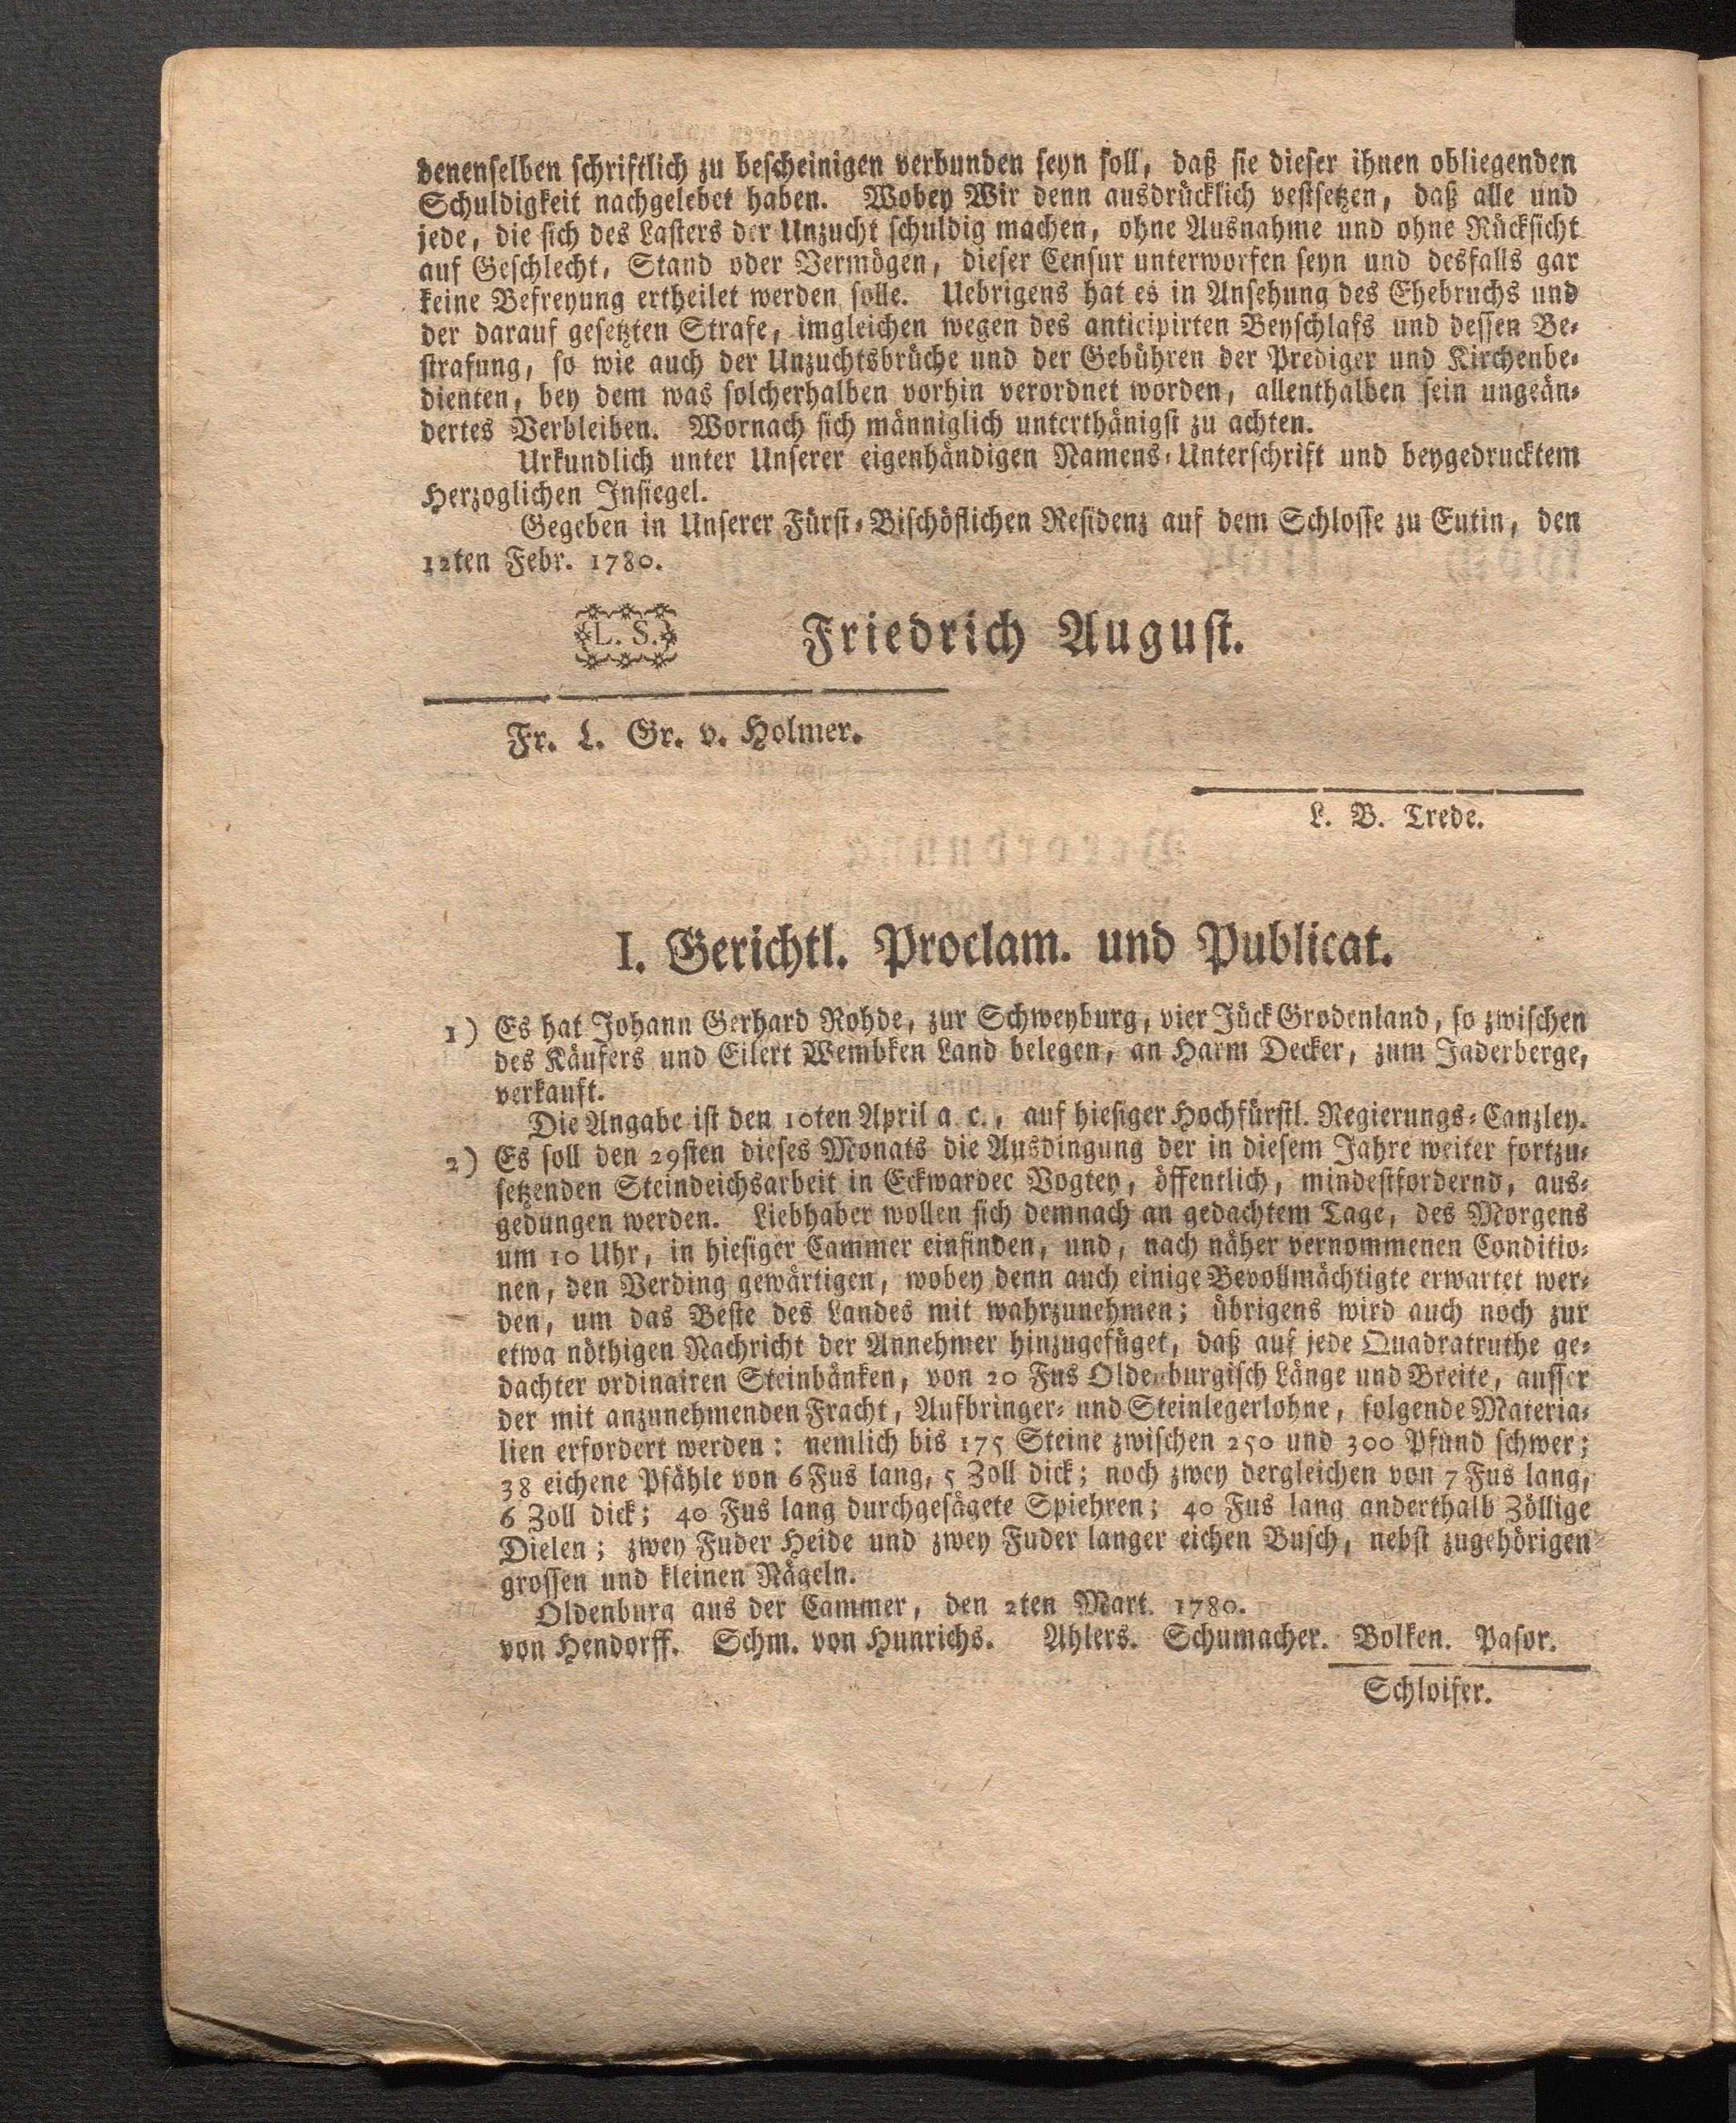 denenselben schriftlich zu bescheinigen verbunden seyn soll, daß sie dieser ihnen obliegenden
Schuldigkeit nachgelebet haben. Wobey Wir denn ausdrücklich vestsetzen, daß alle und
jede, die sich des Lasters der Unzucht schuldig machen, ohne Ausnahme und ohne Rücksicht
auf Geschlecht, Stand oder Vermögen, dieser Censur unterworfen seyn und desfalls gar
keine Befreyung ertheilet werden solle. Uebrigens hat es in Ansehung des Ehebruchs und
der darauf gesetzten Strafe, imgleichen wegen des anticipirten Beyschlafs und dessen Be-
strafung, so wie auch der Unzuchtsbrüche und der Gebühren der Prediger und Kirchenbe-
dienten, bey dem was solcherhalben vorhin verordnet worden, allenthalben sein ungeän-
dertes Verbleiben. Wornach sich männiglich unterthänigst zu achten.
Urkundlich unter Unserer eigenhändigen Namens-Unterschrift und beygedrucktem
Herzoglichen Insiegel.
Gegeben in Unserer Fürst-Bischöflichen Residenz auf dem Schlosse zu Eutin, den
12ten Febr. 1780.
(L. S.) Friedrich August.
Fr. L. Gr. v. Holmer.
L. B. Trede.
I. Gerichtl. Proclam. und Publicat.
1) Es hat Johann Gerhard Rohde, zur Schweyburg, vier Jück Grodenland, so zwischen
des Käufers und Eilert Wembken Land belegen, an Harm Decker, zum Jaderberge,
verkauft.
Die Angabe ist den 10ten April a. c., auf hiesiger Hochfürstl. Regierungs-Canzley.
2) Es soll den 29sten dieses Monats die Ausdingung der in diesem Jahre weiter fortzu-
setzenden Steindeichsarbeit in Eckwardec Vogtey, öffentlich, mindestfordernd, aus-
gedungen werden. Liebhaber wollen sich demnach an gedachtem Tage, des Morgens
um 10 Uhr, in hiesiger Cammer einfinden, und, nach näher vernommenen Conditio-
nen, den Verding gewärtigen, wobey denn auch einige Bevollmächtigte erwartet wer-
den, um das Beste des Landes mit wahrzunehmen; übrigens wird auch noch zur
etwa nöthigen Nachricht der Annehmer hinzugefüget, daß auf jede Quadratruthe ge-
dachter ordinairen Steinbänken, von 20 Fus Oldenburgisch Länge und Breite, ausser
der mit anzunehmenden Fracht, Aufbringer- und Steinlegerlohne, folgende Materia-
lien erfordert werden: nemlich bis 175 Steine zwischen 250 und 300 Pfund schwer;
38 eichene Pfähle von 6 Fus lang, 5 Zoll dick; noch zwey dergleichen von 7 Fus lang,
6 Zoll dick; 40 Fus lang durchgesägete Spiehren; 40 Fus lang anderthalb Zöllige
Dielen; zwey Fuder Heide und zwey Fuder langer eichen Busch, nebst zugehörigen
grossen und kleinen Nägeln.
Oldenburg aus der Cammer, den 2ten Mart. 1780.
von Hendorff. Schm. von Hunrichs. Ahlers. Schumacher. Bolken. Pasor.
Schloifer.